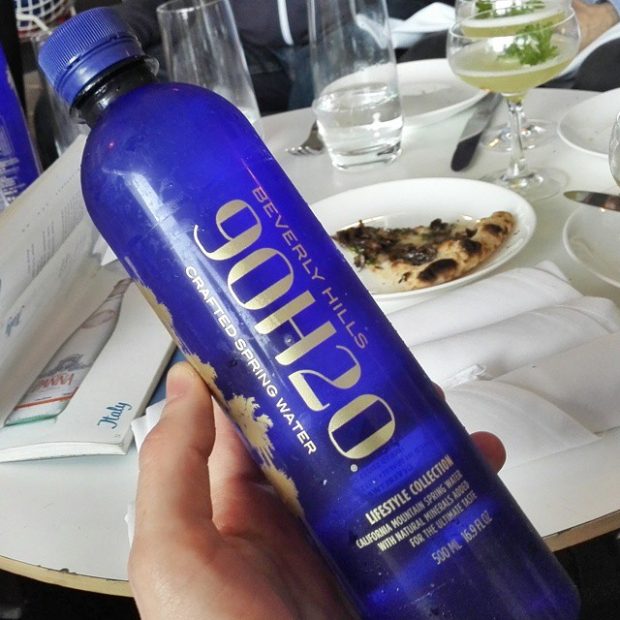 BEVERLY HILLS
90H2O
CRAFTED SPRING WATER
LIFESTYLE COLLECTION
CALIFORNIA MOUNTAIN SPRING WATER
WITH NATURAL MINERALS ADDED
FOR THE ULTIMATE TASTE
500 ML 16.9 FL OZ
Italy